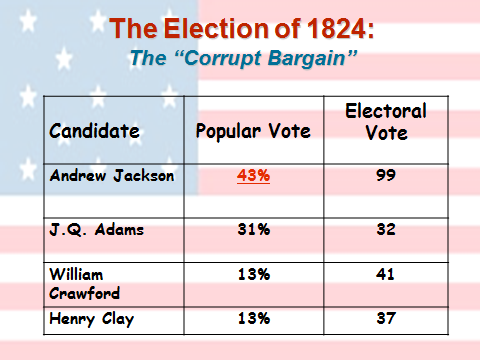 The Election of 1824:
The “Corrupt Bargain”
Candidate Popular Vote Electoral Vote
Andrew Jackson 43% 99
J.Q. Adams 31% 32
William Crawford 13% 41
Henry Clay 13% 37